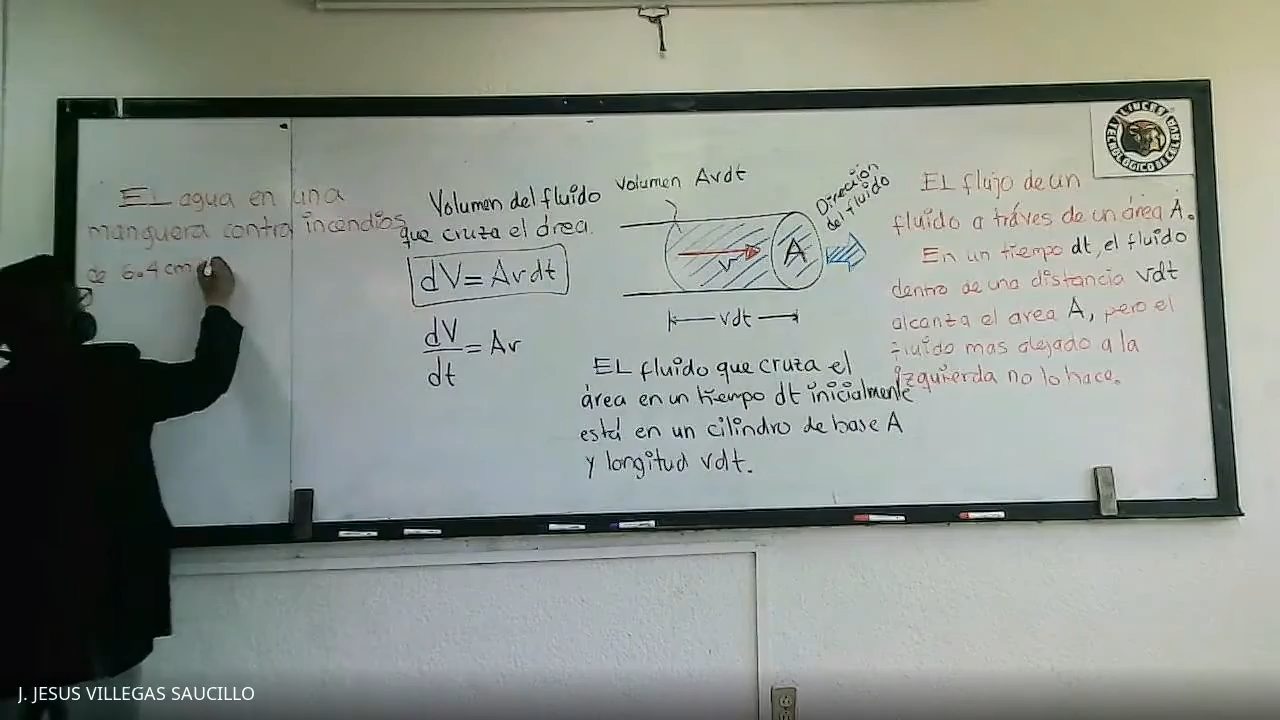 EL agua en una
manguera contra incendios
de 6.4 cm
Volumen del fluido
que cruza el área.
dV = Avdt
dV/dt = Av
Volumen Avdt
Dirección
del fluido
A
v
vdt
EL fluido que cruza el
área en un tiempo dt inicialmente
está en un cilindro de base A
y longitud vdt.
EL flujo de un
fluido a tráves de un área A.
En un tiempo dt, el fluido
dentro de una distancia vdt
alcanza el area A, pero el
fluido mas alejado a la
izquierda no lo hace.
J. JESUS VILLEGAS SAUCILLO